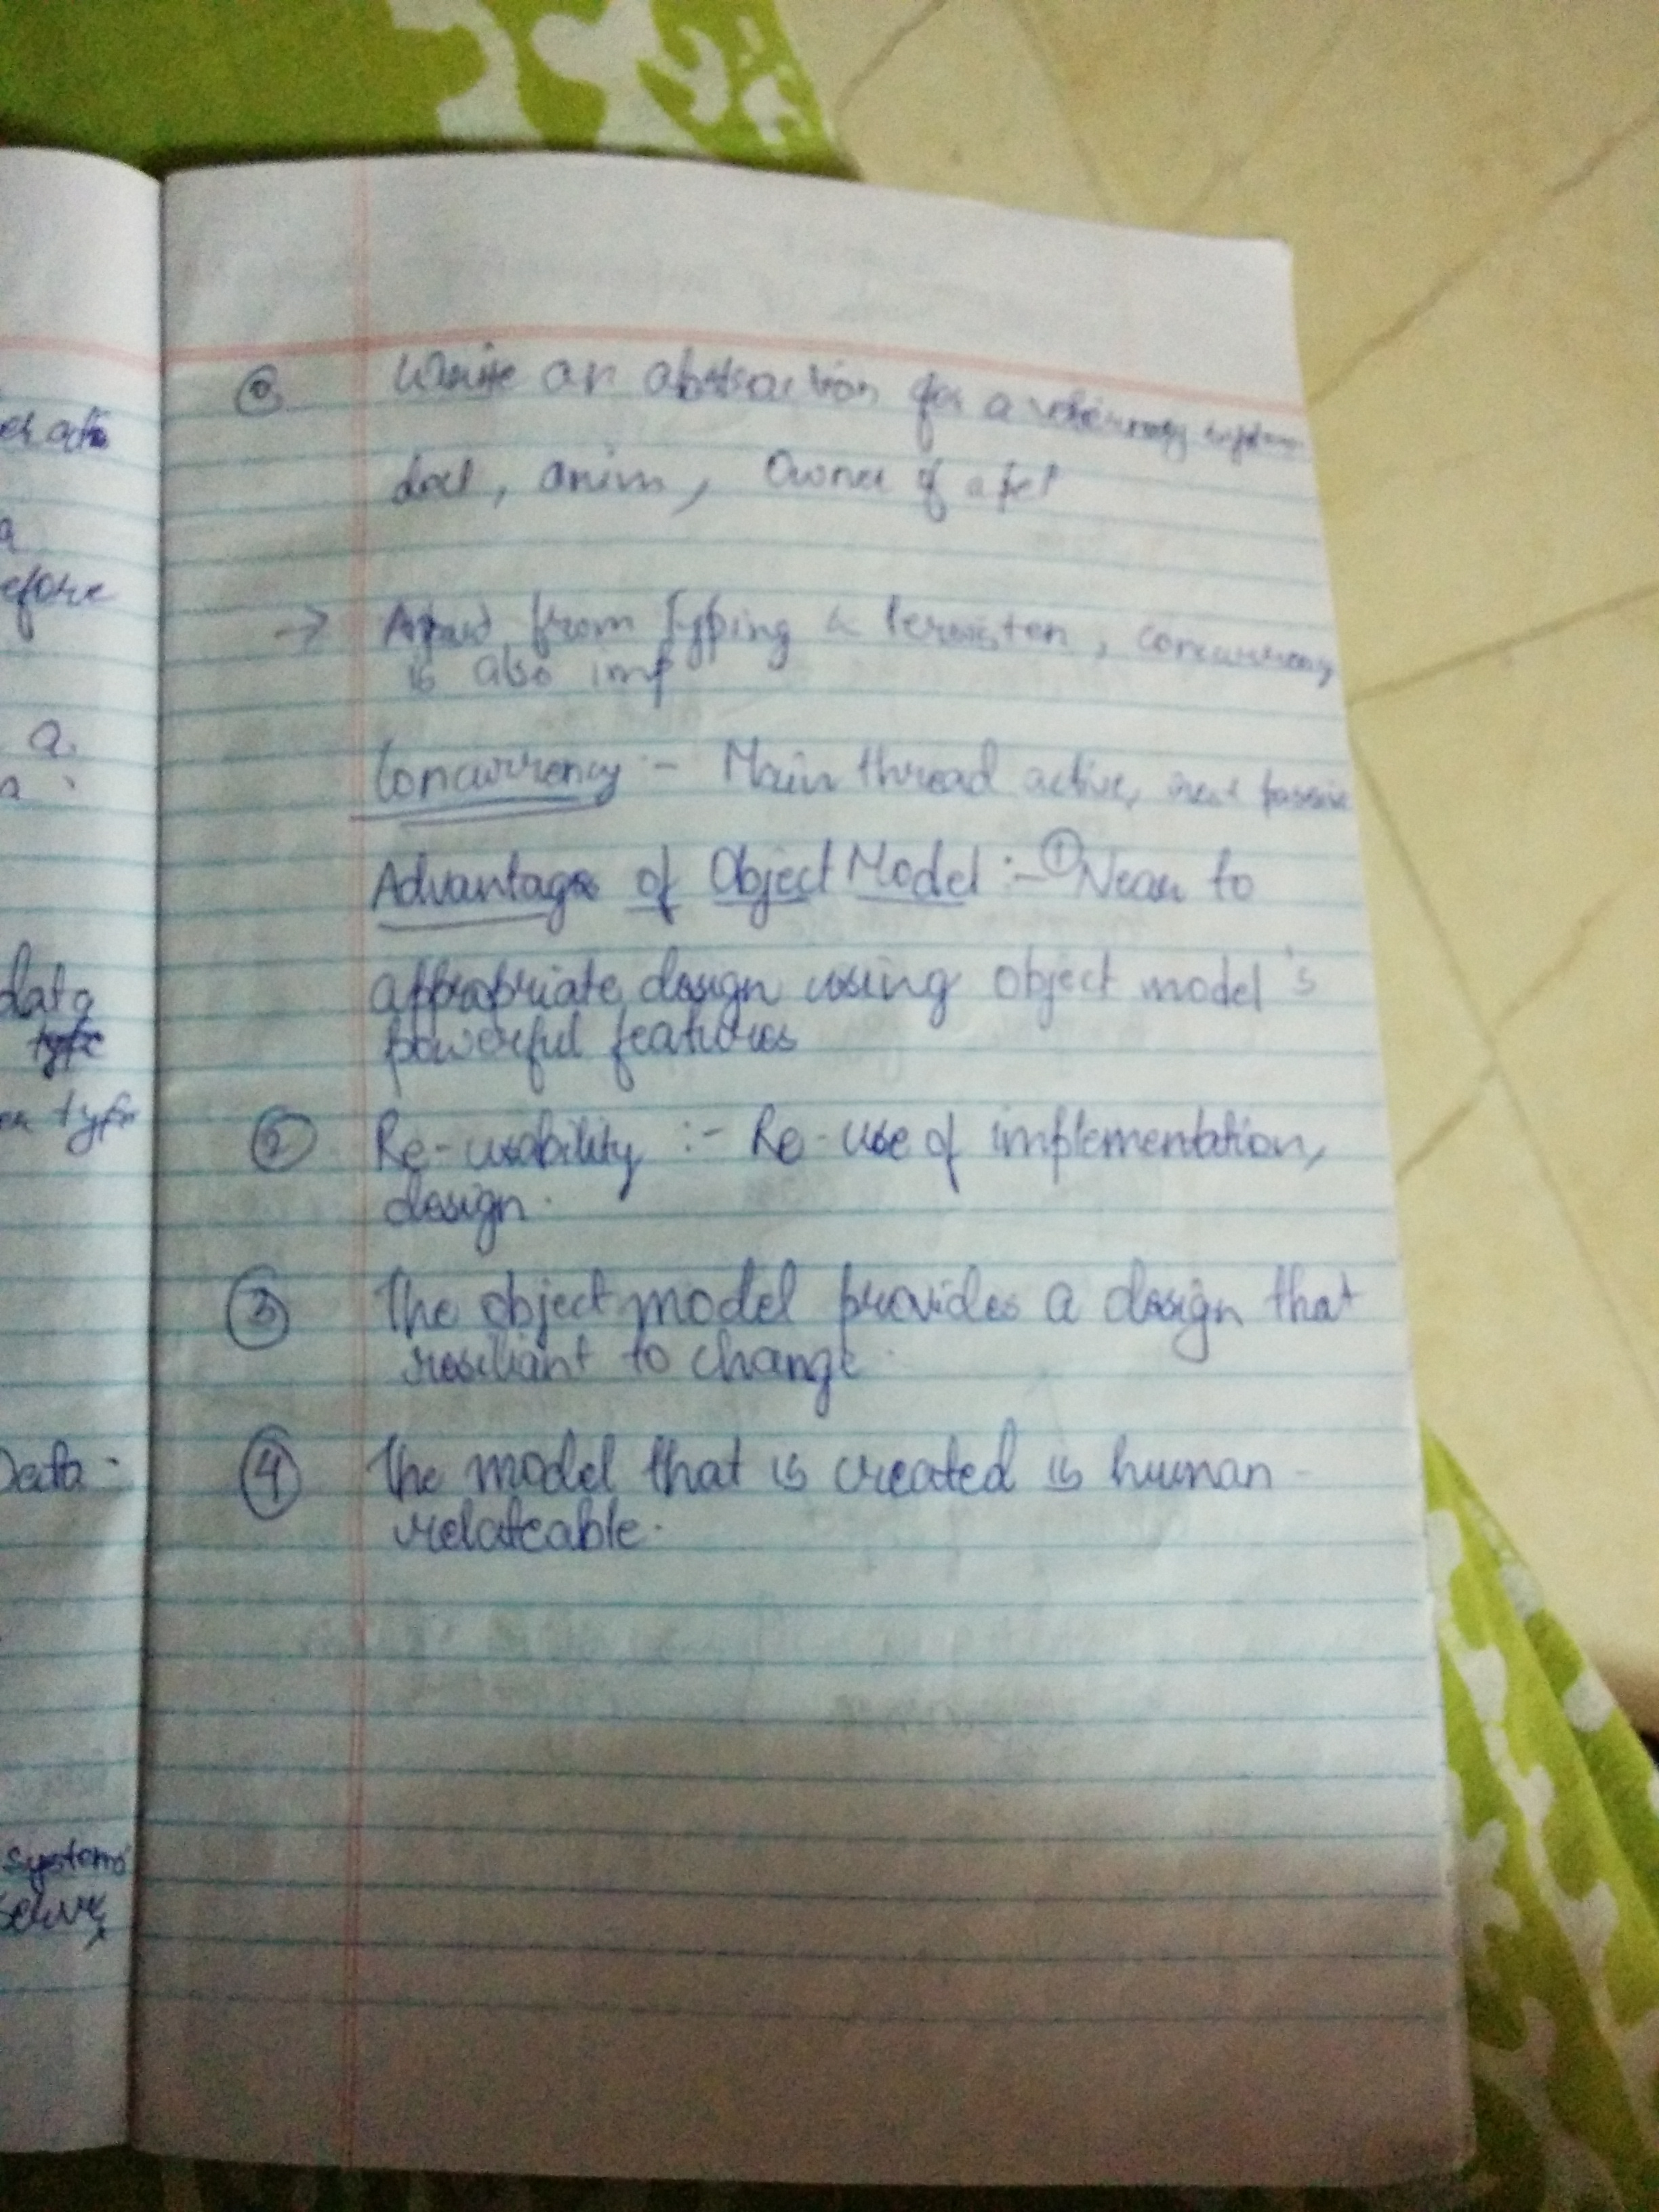 er ato
a
efore
a
data
type
en type
Data -
systems
serve,
Q. Write an abstraction for a veterinary system
doct, anim, Owner of a pet
→ Apart from Typing & Persisten, concurrency
is also imp
Concurrency :- Main thread active, rest passive
Advantages of Object Model :- ① Near to
appropriate design using object model's
powerful features
② Re-usability :- Re-use of implementation,
design.
③ The object model provides a design that
resiliant to change.
④ The model that is created is human-
relateable.